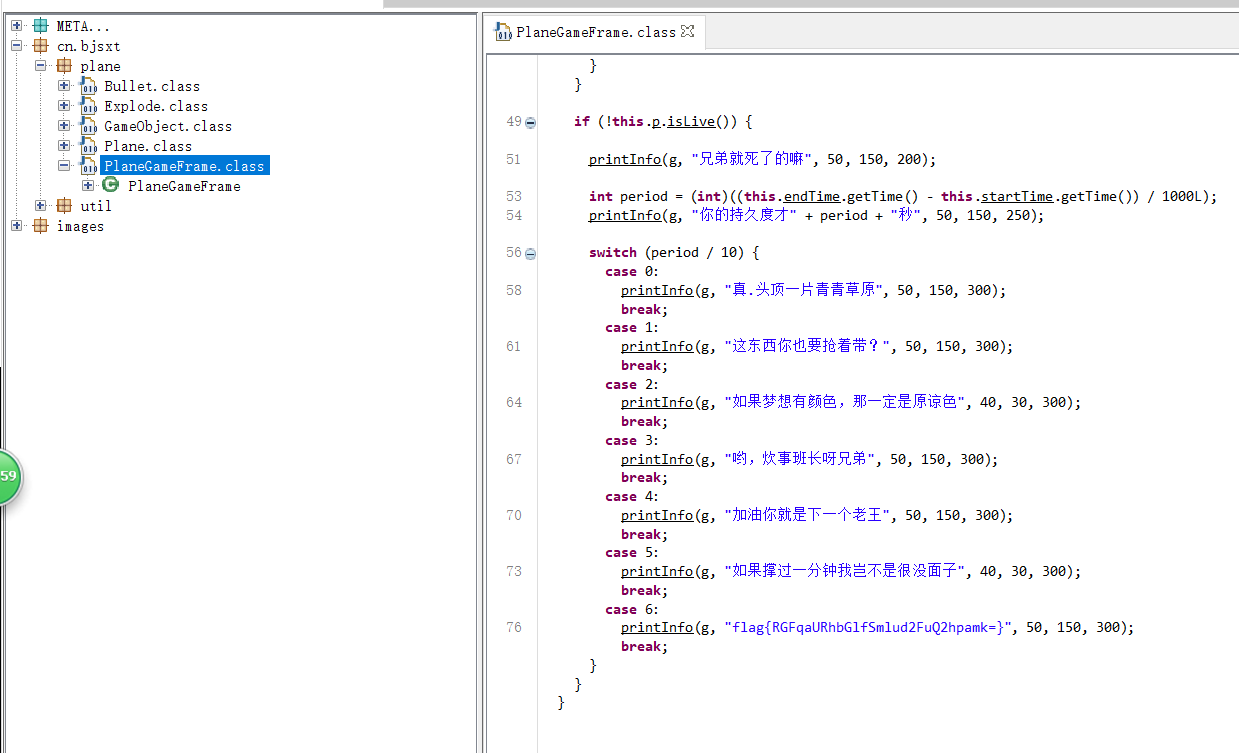 META...
cn.bjsxt
plane
Bullet.class
Explode.class
GameObject.class
Plane.class
PlaneGameFrame.class
PlaneGameFrame
util
images
59
PlaneGameFrame.class
}
}
49 if (!this.p.isLive()) {
51 printInfo(g, "兄弟就死了的嘛", 50, 150, 200);
53 int period = (int)((this.endTime.getTime() - this.startTime.getTime()) / 1000L);
54 printInfo(g, "你的持久度才" + period + "秒", 50, 150, 250);
56 switch (period / 10) {
case 0:
58 printInfo(g, "真.头顶一片青青草原", 50, 150, 300);
break;
case 1:
61 printInfo(g, "这东西你也要抢着带？", 50, 150, 300);
break;
case 2:
64 printInfo(g, "如果梦想有颜色，那一定是原谅色", 40, 30, 300);
break;
case 3:
67 printInfo(g, "哟，炊事班长呀兄弟", 50, 150, 300);
break;
case 4:
70 printInfo(g, "加油你就是下一个老王", 50, 150, 300);
break;
case 5:
73 printInfo(g, "如果撑过一分钟我岂不是很没面子", 40, 30, 300);
break;
case 6:
76 printInfo(g, "flag{RGFqaURhbGlfSmlud2FuQ2hpamk=}", 50, 150, 300);
break;
}
}
}